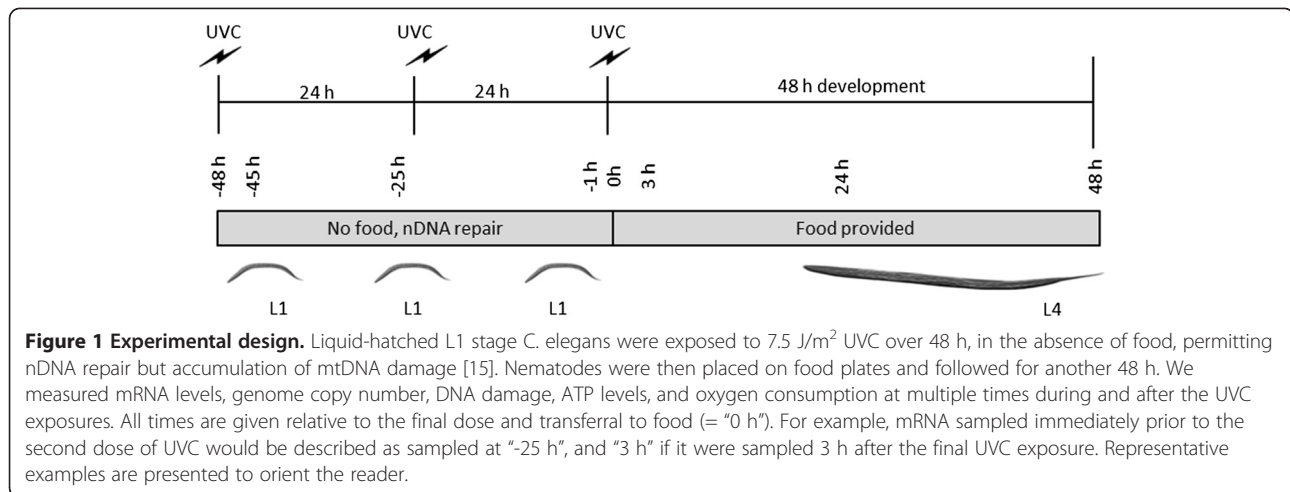 UVC UVC UVC
24 h 24 h 48 h development
-48 h -45 h -25 h -1 h 0h 3 h 24 h 48 h
No food, nDNA repair Food provided
L1 L1 L1 L4
Figure 1 Experimental design. Liquid-hatched L1 stage C. elegans were exposed to 7.5 J/m² UVC over 48 h, in the absence of food, permitting
nDNA repair but accumulation of mtDNA damage [15]. Nematodes were then placed on food plates and followed for another 48 h. We
measured mRNA levels, genome copy number, DNA damage, ATP levels, and oxygen consumption at multiple times during and after the UVC
exposures. All times are given relative to the final dose and transferral to food (= “0 h”). For example, mRNA sampled immediately prior to the
second dose of UVC would be described as sampled at “-25 h”, and “3 h” if it were sampled 3 h after the final UVC exposure. Representative
examples are presented to orient the reader.